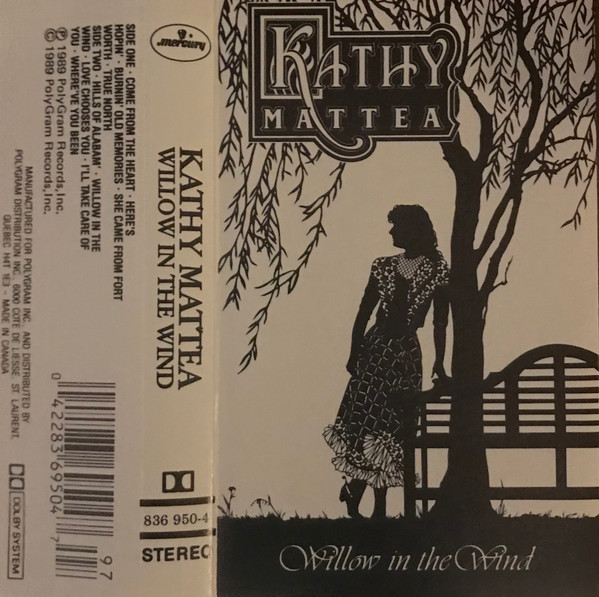 KATHY
MATTEA
Willow in the Wind
mercury
KATHY MATTEA
WILLOW IN THE WIND
836 950-4
STEREO
SIDE ONE · COME FROM THE HEART · HERE'S
HOPIN' · BURNIN' OLD MEMORIES · SHE CAME FROM FORT
WORTH · TRUE NORTH
SIDE TWO · HILLS OF ALABAM' · WILLOW IN THE
WIND · LOVE CHOOSES YOU · I'LL TAKE CARE OF
YOU · WHERE'VE YOU BEEN
℗ 1989 PolyGram Records, Inc.
© 1989 PolyGram Records, Inc.
MANUFACTURED FOR POLYGRAM INC. AND DISTRIBUTED BY
POLYGRAM DISTRIBUTION INC., 6000 COTE DE LIESSE, ST. LAURENT,
QUEBEC H4T 1E3 - MADE IN CANADA
0 42283 69504 7
97
DOLBY SYSTEM